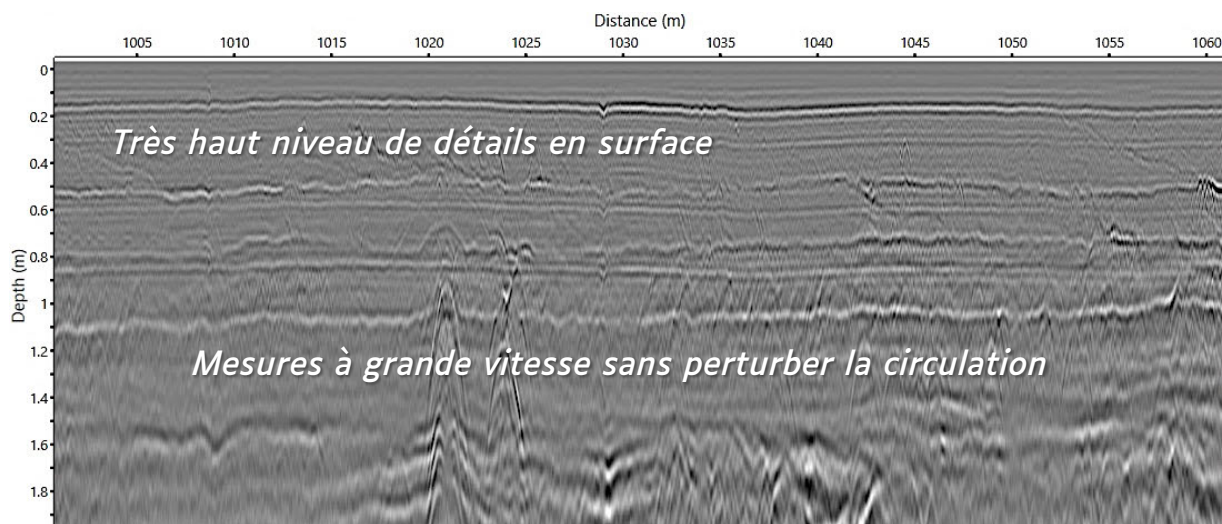 Distance (m)
1005 1010 1015 1020 1025 1030 1035 1040 1045 1050 1055 1060
0
0.2
Très haut niveau de détails en surface
0.4
0.6
0.8
Depth (m)
1
1.2
Mesures à grande vitesse sans perturber la circulation
1.4
1.6
1.8